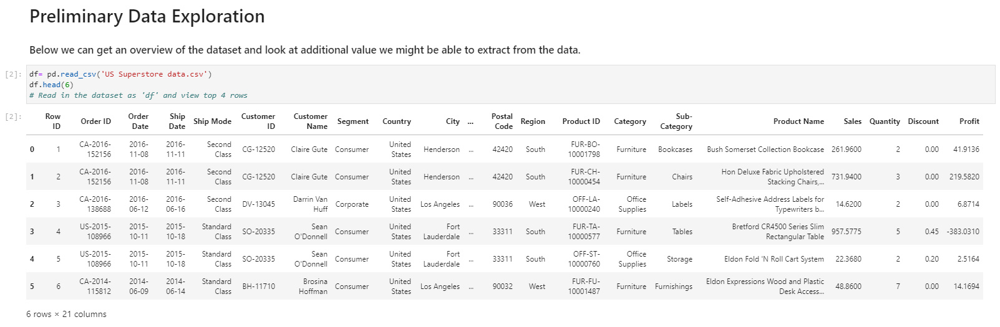 Preliminary Data Exploration
Below we can get an overview of the dataset and look at additional value we might be able to extract from the data.
[2]: df= pd.read_csv('US Superstore data.csv')
df.head(6)
# Read in the dataset as 'df' and view top 4 rows
[2]: Row ID Order ID Order Date Ship Date Ship Mode Customer ID Customer Name Segment Country City ... Postal Code Region Product ID Category Sub-Category Product Name Sales Quantity Discount Profit
0 1 CA-2016-152156 2016-11-08 2016-11-11 Second Class CG-12520 Claire Gute Consumer United States Henderson ... 42420 South FUR-BO-10001798 Furniture Bookcases Bush Somerset Collection Bookcase 261.9600 2 0.00 41.9136
1 2 CA-2016-152156 2016-11-08 2016-11-11 Second Class CG-12520 Claire Gute Consumer United States Henderson ... 42420 South FUR-CH-10000454 Furniture Chairs Hon Deluxe Fabric Upholstered Stacking Chairs,... 731.9400 3 0.00 219.5820
2 3 CA-2016-138688 2016-06-12 2016-06-16 Second Class DV-13045 Darrin Van Huff Corporate United States Los Angeles ... 90036 West OFF-LA-10000240 Office Supplies Labels Self-Adhesive Address Labels for Typewriters b... 14.6200 2 0.00 6.8714
3 4 US-2015-108966 2015-10-11 2015-10-18 Standard Class SO-20335 Sean O'Donnell Consumer United States Fort Lauderdale ... 33311 South FUR-TA-10000577 Furniture Tables Bretford CR4500 Series Slim Rectangular Table 957.5775 5 0.45 -383.0310
4 5 US-2015-108966 2015-10-11 2015-10-18 Standard Class SO-20335 Sean O'Donnell Consumer United States Fort Lauderdale ... 33311 South OFF-ST-10000760 Office Supplies Storage Eldon Fold 'N Roll Cart System 22.3680 2 0.20 2.5164
5 6 CA-2014-115812 2014-06-09 2014-06-14 Standard Class BH-11710 Brosina Hoffman Consumer United States Los Angeles ... 90032 West FUR-FU-10001487 Furniture Furnishings Eldon Expressions Wood and Plastic Desk Access... 48.8600 7 0.00 14.1694
6 rows × 21 columns